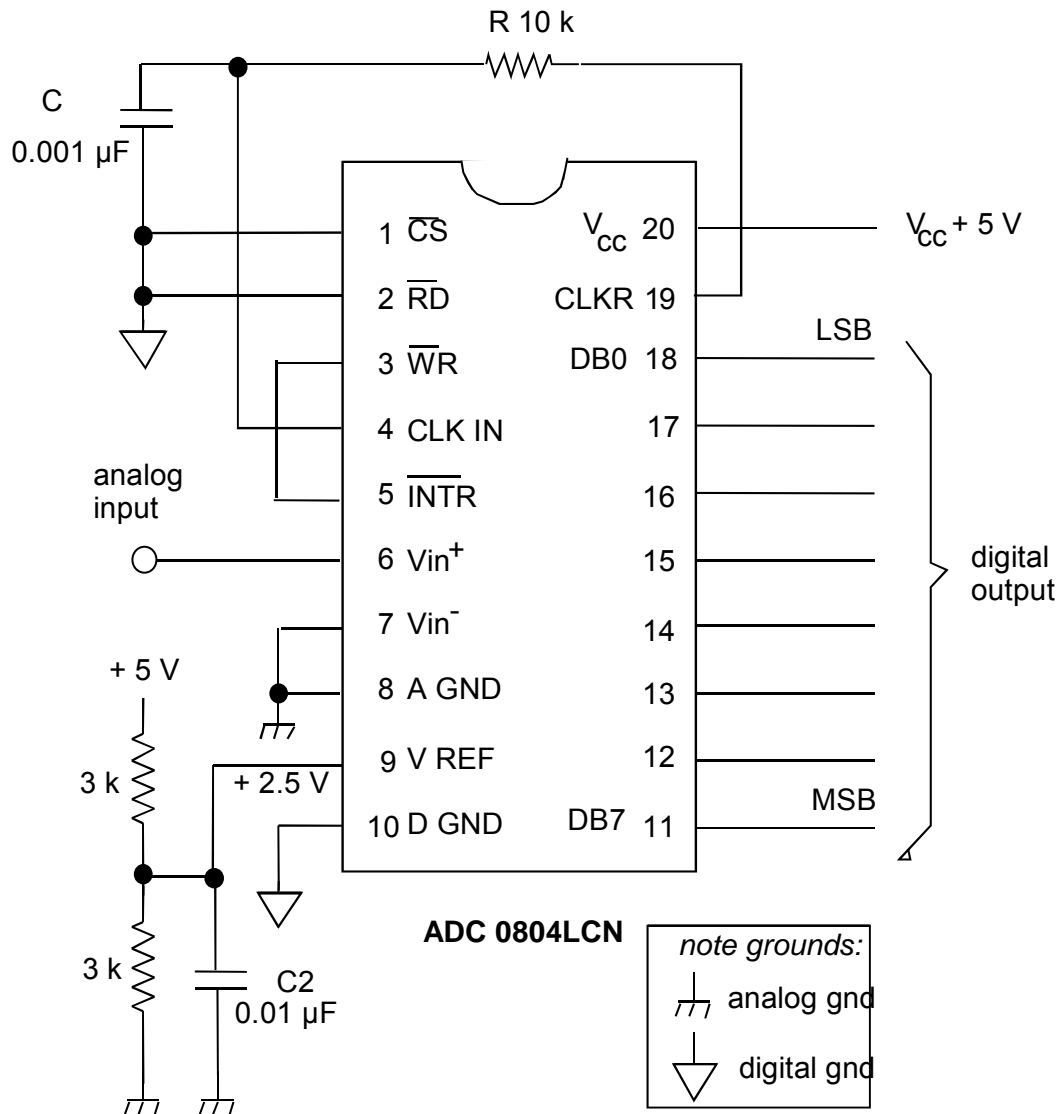 R 10 k
C
0.001 µF
1 CS
2 RD
3 WR
4 CLK IN
5 INTR
6 Vin+
7 Vin-
8 A GND
9 V REF
10 D GND
Vcc 20
CLKR 19
DB0 18
17
16
15
14
13
12
DB7 11
Vcc + 5 V
LSB
MSB
digital
output
analog
input
+ 5 V
3 k
+ 2.5 V
3 k
C2
0.01 µF
ADC 0804LCN
note grounds:
analog gnd
digital gnd